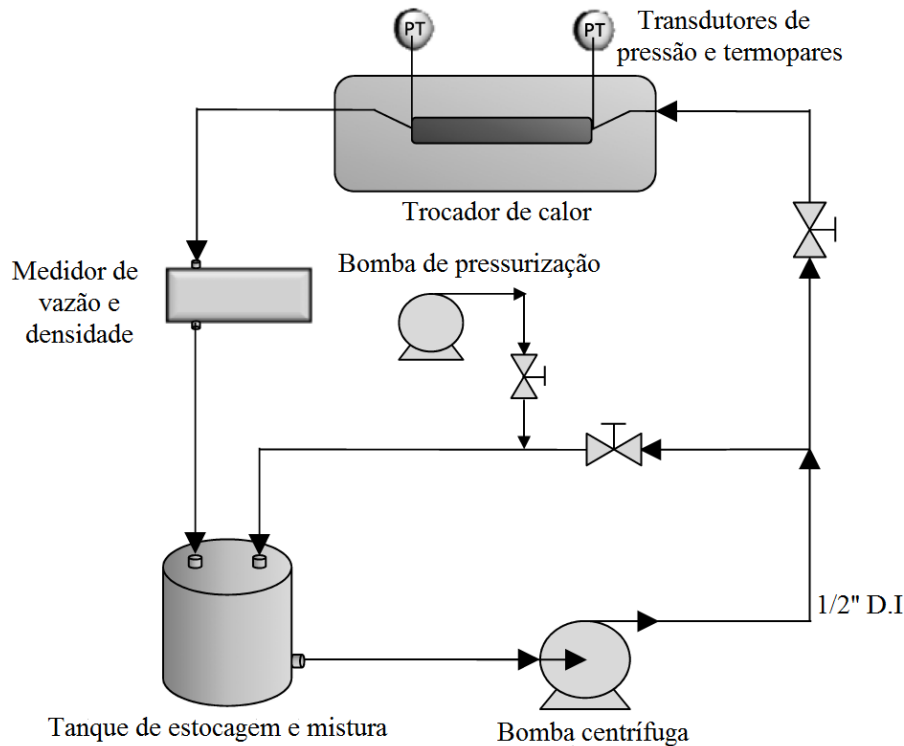 PT
PT
Transdutores de
pressão e termopares
Trocador de calor
Bomba de pressurização
Medidor de
vazão e
densidade
1/2" D.I
Tanque de estocagem e mistura
Bomba centrífuga